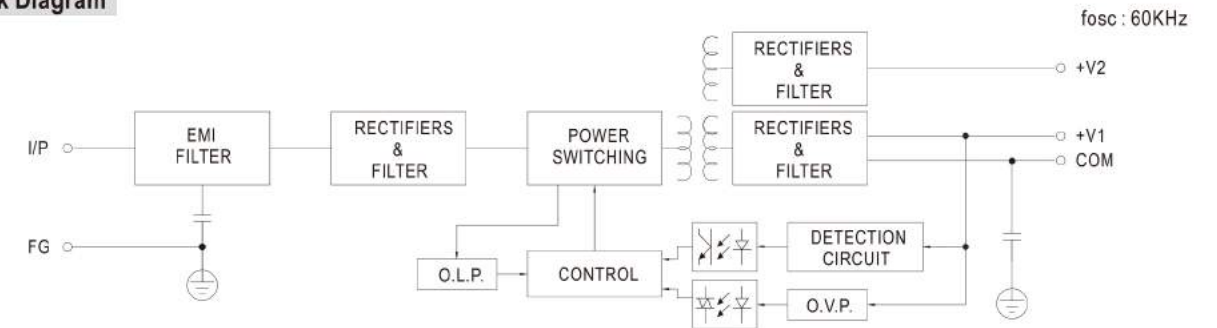 k Diagram
fosc : 60KHz
RECTIFIERS
&
FILTER
+V2
I/P
EMI
FILTER
RECTIFIERS
&
FILTER
POWER
SWITCHING
RECTIFIERS
&
FILTER
+V1
COM
FG
O.L.P.
CONTROL
DETECTION
CIRCUIT
O.V.P.